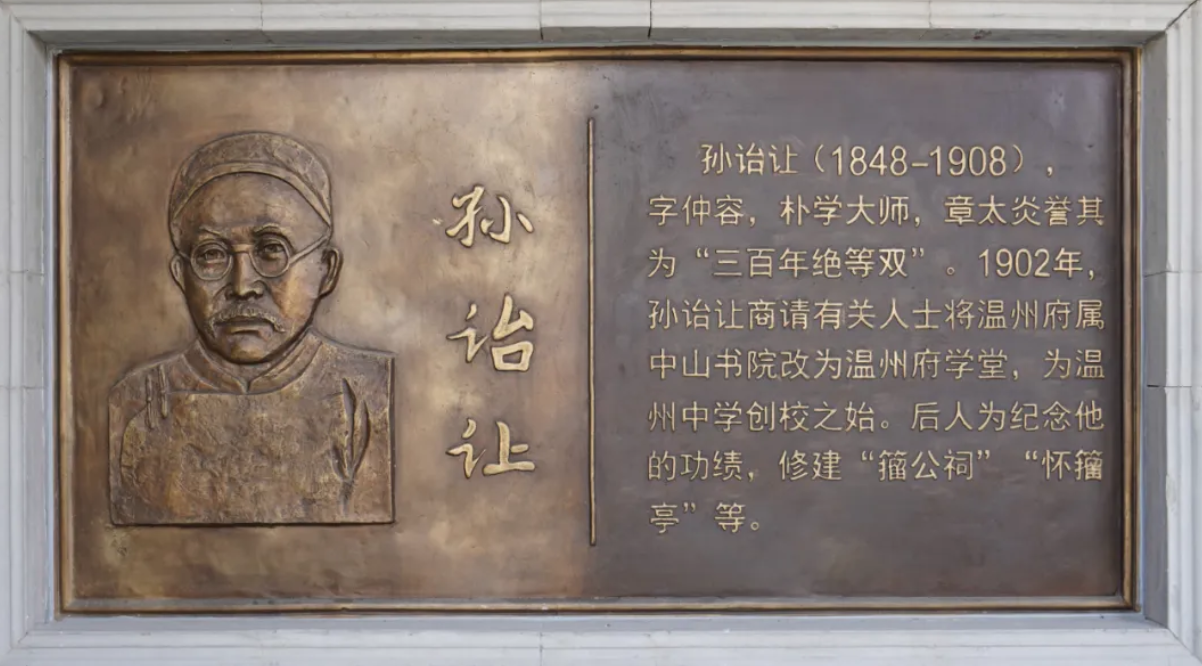 孙诒让
孙诒让（1848-1908），
字仲容，朴学大师，章太炎誉其
为“三百年绝等双”。1902年，
孙诒让商请有关人士将温州府属
中山书院改为温州府学堂，为温
州中学创校之始。后人为纪念他
的功绩，修建“籀公祠”“怀籀
亭”等。